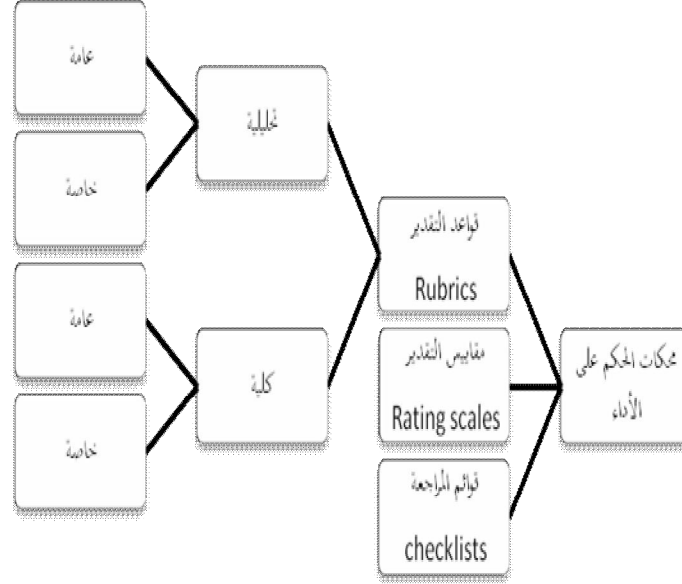 محكات الحكم على
الأداء
قواعد التقدير
Rubrics
مقاييس التقدير
Rating scales
قوائم المراجعة
checklists
تحليلية
كلية
عامة
خاصة
عامة
خاصة